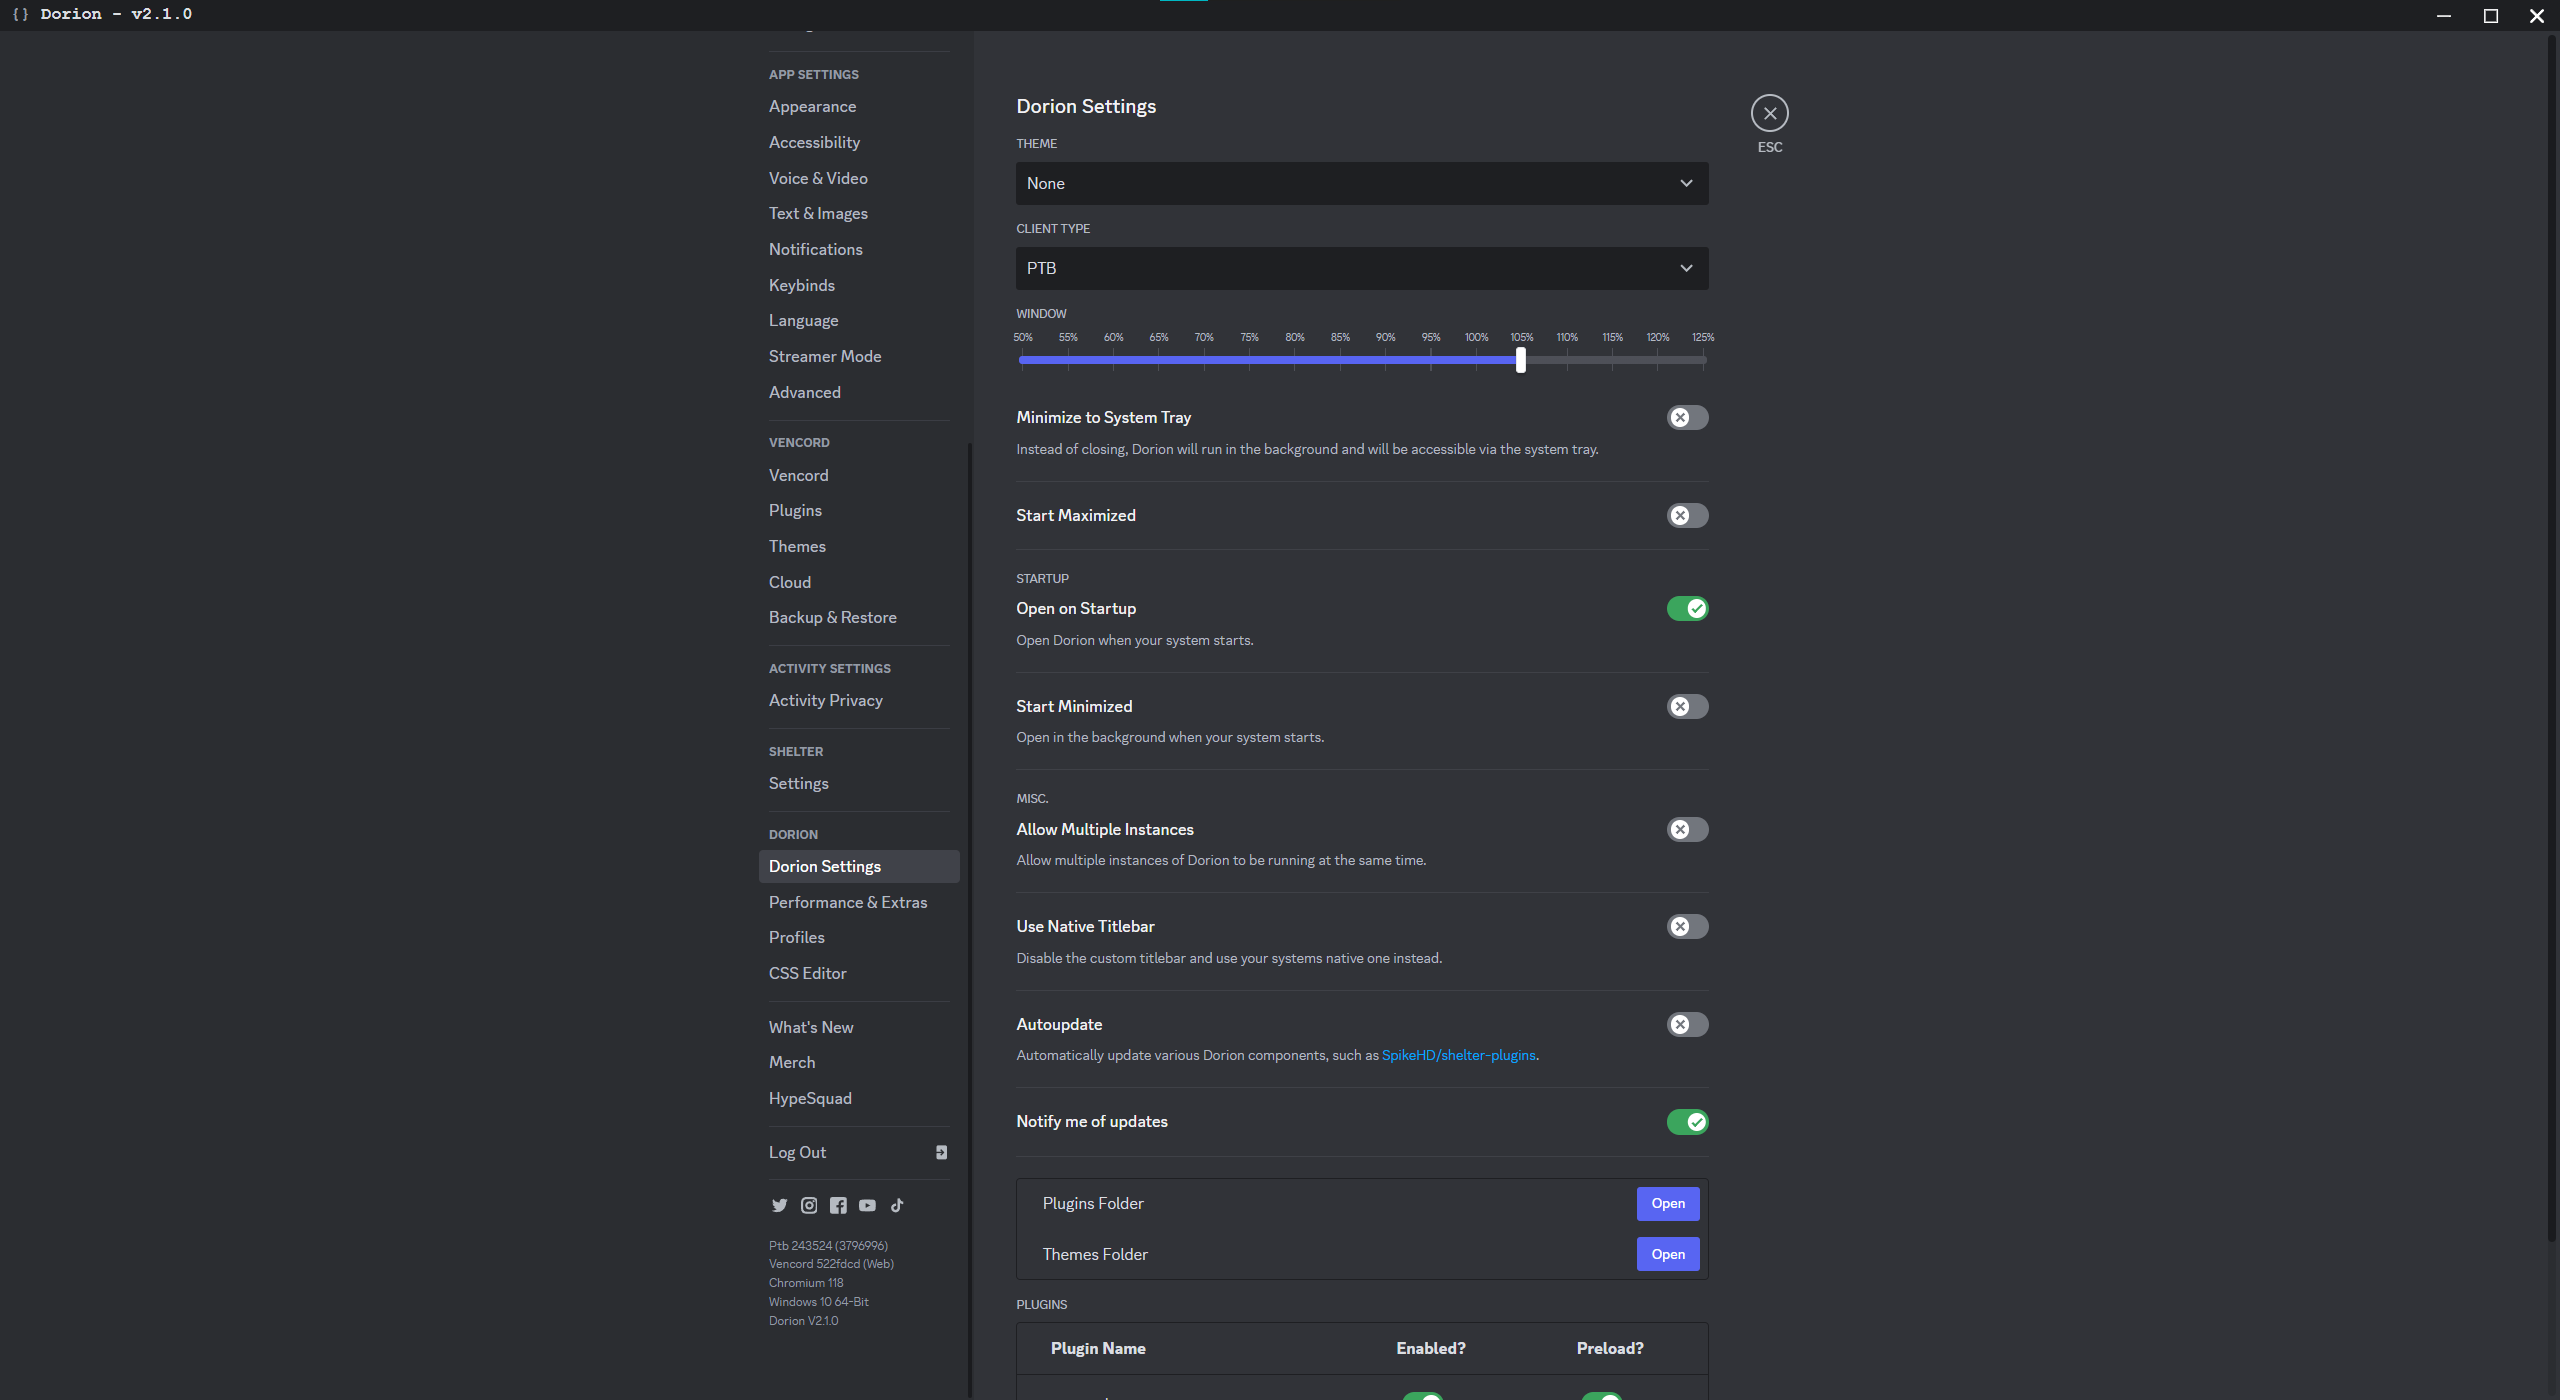 {} Dorion - v2.1.0
APP SETTINGS
Appearance
Accessibility
Voice & Video
Text & Images
Notifications
Keybinds
Language
Streamer Mode
Advanced
VENCORD
Vencord
Plugins
Themes
Cloud
Backup & Restore
ACTIVITY SETTINGS
Activity Privacy
SHELTER
Settings
DORION
Dorion Settings
Performance & Extras
Profiles
CSS Editor
What's New
Merch
HypeSquad
Log Out
Ptb 243524 (3796996)
Vencord 522fdcd (Web)
Chromium 118
Windows 10 64-Bit
Dorion V2.1.0
Dorion Settings
ESC
THEME
None
CLIENT TYPE
PTB
WINDOW
50% 55% 60% 65% 70% 75% 80% 85% 90% 95% 100% 105% 110% 115% 120% 125%
Minimize to System Tray
Instead of closing, Dorion will run in the background and will be accessible via the system tray.
Start Maximized
STARTUP
Open on Startup
Open Dorion when your system starts.
Start Minimized
Open in the background when your system starts.
MISC.
Allow Multiple Instances
Allow multiple instances of Dorion to be running at the same time.
Use Native Titlebar
Disable the custom titlebar and use your systems native one instead.
Autoupdate
Automatically update various Dorion components, such as SpikeHD/shelter-plugins.
Notify me of updates
Plugins Folder Open
Themes Folder Open
PLUGINS
Plugin Name Enabled? Preload?